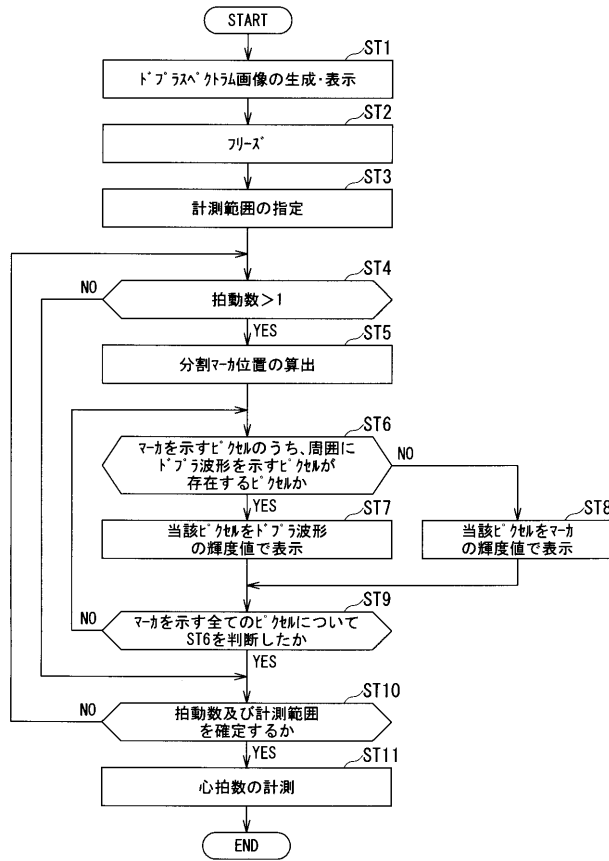 START
ST1
ﾄﾞﾌﾟﾗｽﾍﾟｸﾄﾗﾑ画像の生成・表示
ST2
ﾌﾘｰｽﾞ
ST3
計測範囲の指定
ST4
NO
拍動数>1
YES
ST5
分割ﾏｰｶ位置の算出
ST6
ﾏｰｶを示すﾋﾟｸｾﾙのうち、周囲に
ﾄﾞﾌﾟﾗ波形を示すﾋﾟｸｾﾙが
存在するﾋﾟｸｾﾙか
NO
YES
ST7
当該ﾋﾟｸｾﾙをﾄﾞﾌﾟﾗ波形
の輝度値で表示
ST8
当該ﾋﾟｸｾﾙをﾏｰｶ
の輝度値で表示
ST9
NO
ﾏｰｶを示す全てのﾋﾟｸｾﾙについて
ST6を判断したか
YES
ST10
NO
拍動数及び計測範囲
を確定するか
YES
ST11
心拍数の計測
END